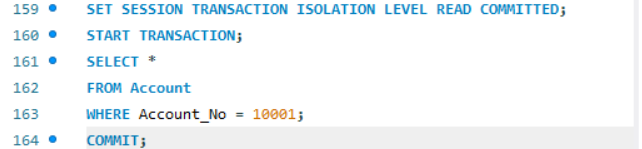 159 SET SESSION TRANSACTION ISOLATION LEVEL READ COMMITTED;
160 START TRANSACTION;
161 SELECT *
162 FROM Account
163 WHERE Account_No = 10001;
164 COMMIT;